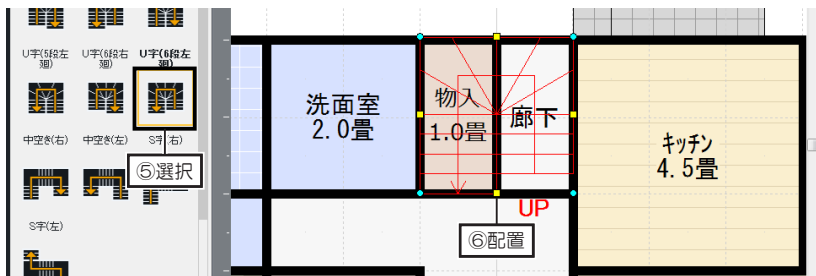 U字(5段左
廻)
U字(6段右
廻)
U字(6段左
廻)
中空き(右)
中空き(左)
S字(右)
⑤選択
S字(左)
洗面室
2.0畳
物入
1.0畳
廊下
キッチン
4.5畳
UP
⑥配置